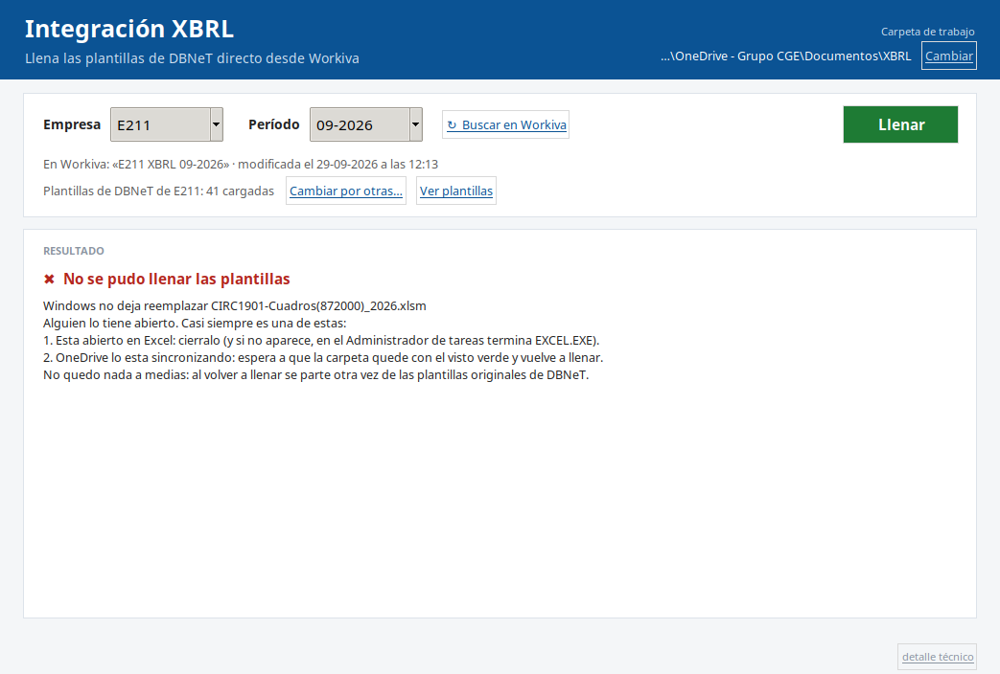 Integración XBRL
Llena las plantillas de DBNeT directo desde Workiva
Carpeta de trabajo
...\OneDrive - Grupo CGE\Documentos\XBRL Cambiar
Empresa E211 Período 09-2026 ↻ Buscar en Workiva Llenar
En Workiva: «E211 XBRL 09-2026» · modificada el 29-09-2026 a las 12:13
Plantillas de DBNeT de E211: 41 cargadas Cambiar por otras... Ver plantillas
RESULTADO
✖ No se pudo llenar las plantillas
Windows no deja reemplazar CIRC1901-Cuadros(872000)_2026.xlsm
Alguien lo tiene abierto. Casi siempre es una de estas:
1. Esta abierto en Excel: cierralo (y si no aparece, en el Administrador de tareas termina EXCEL.EXE).
2. OneDrive lo esta sincronizando: espera a que la carpeta quede con el visto verde y vuelve a llenar.
No quedo nada a medias: al volver a llenar se parte otra vez de las plantillas originales de DBNeT.
detalle técnico